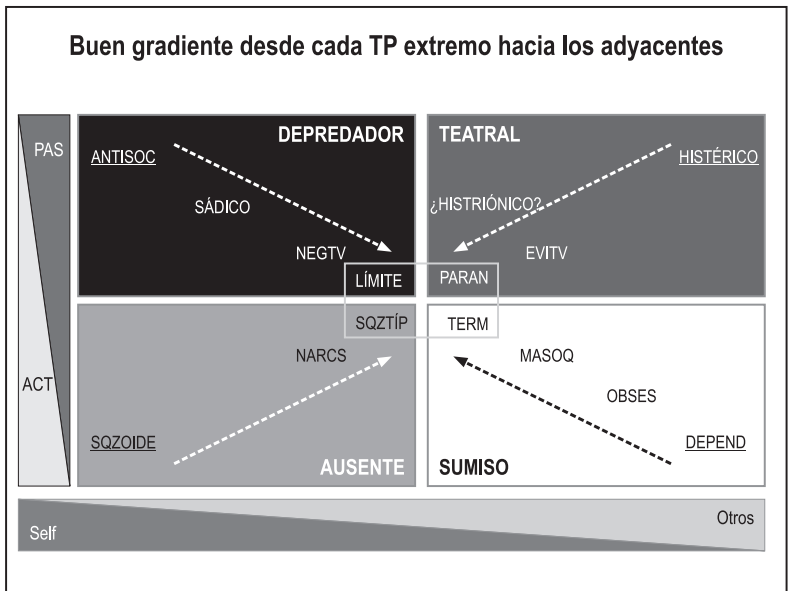 Buen gradiente desde cada TP extremo hacia los adyacentes
PAS
ACT
DEPREDADOR
ANTISOC
SÁDICO
NEGTV
LÍMITE
TEATRAL
HISTÉRICO
¿HISTRIÓNICO?
EVITV
PARAN
SQZTÍP
NARCS
SQZOIDE
AUSENTE
TERM
MASOQ
OBSES
DEPEND
SUMISO
Self
Otros